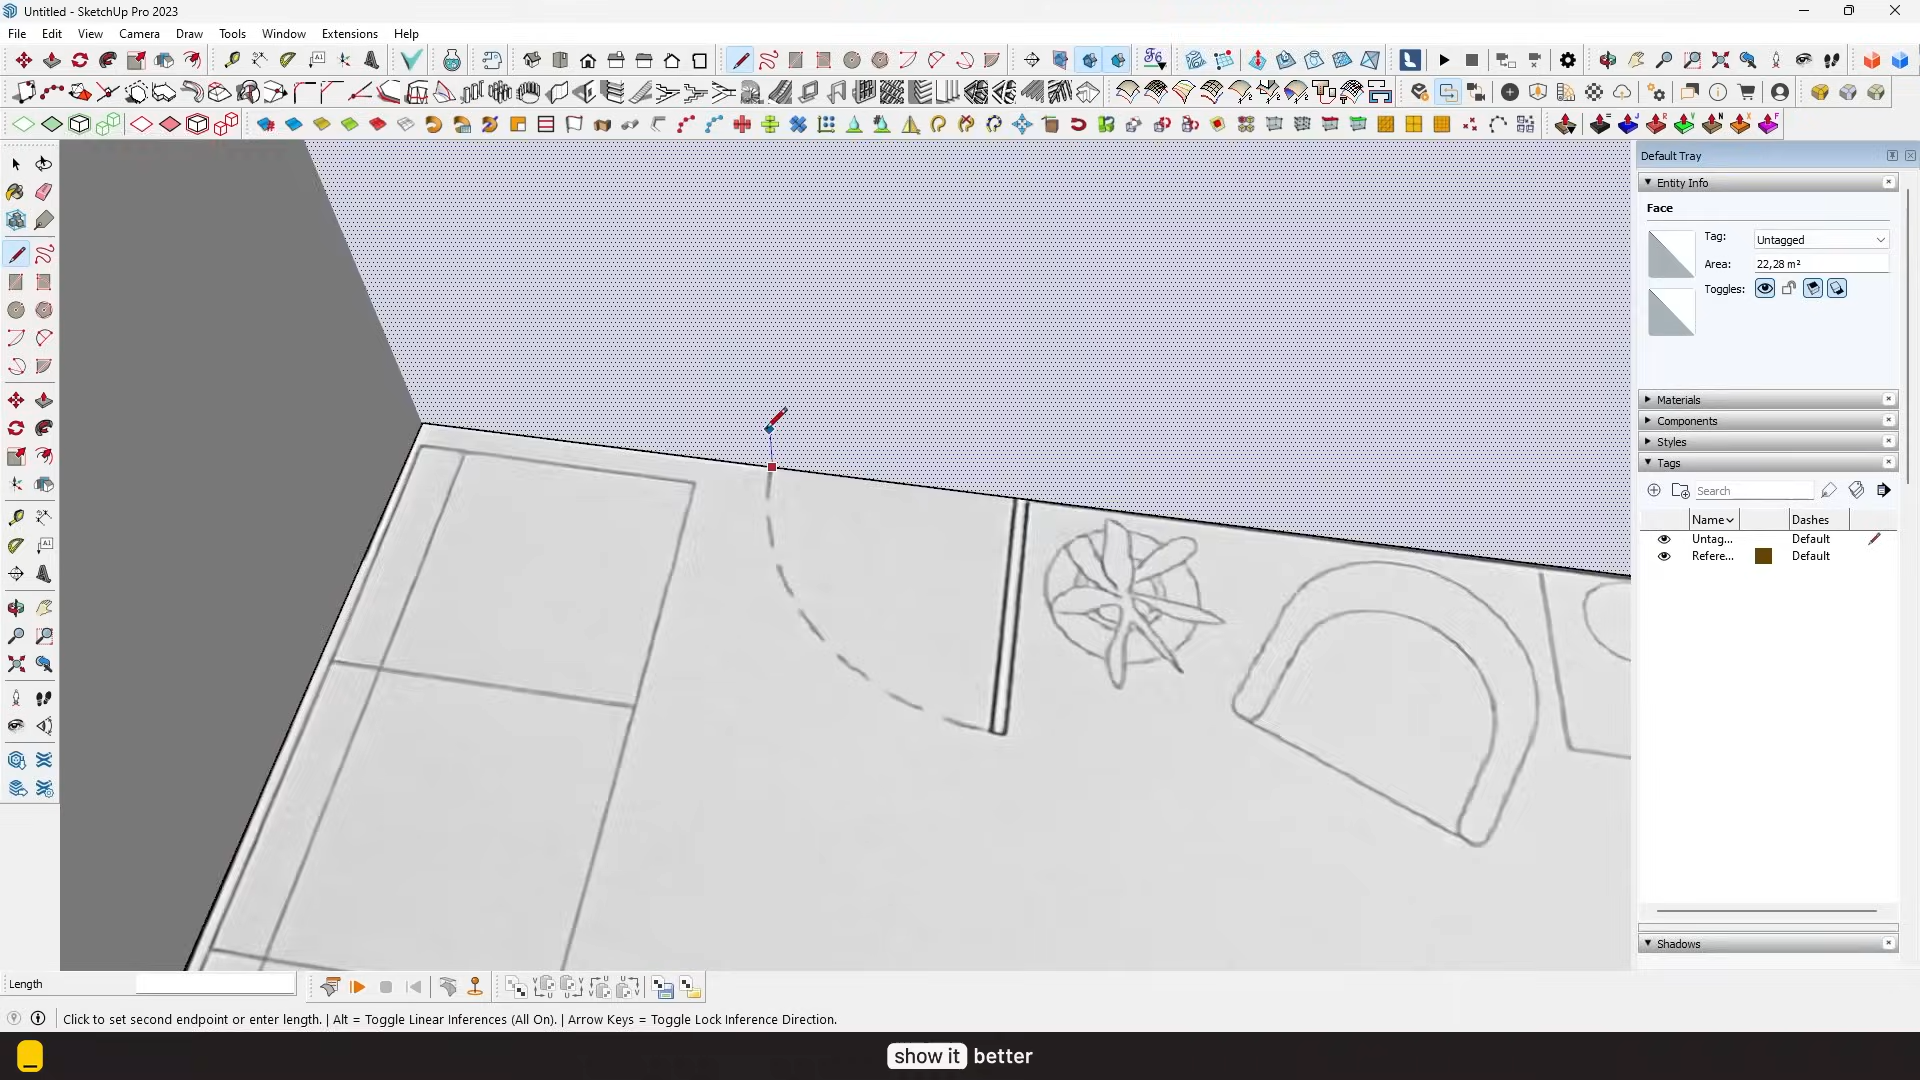 Untitled - SketchUp Pro 2023
File Edit View Camera Draw Tools Window Extensions Help
Default Tray
Entity Info
Face
Tag: Untagged
Area: 22,28 m²
Toggles:
Materials
Components
Styles
Tags
Search
Name Dashes
Untag... Default
Refere... Default
Shadows
Length
Click to set second endpoint or enter length. | Alt = Toggle Linear Inferences (All On). | Arrow Keys = Toggle Lock Inference Direction.
show it better